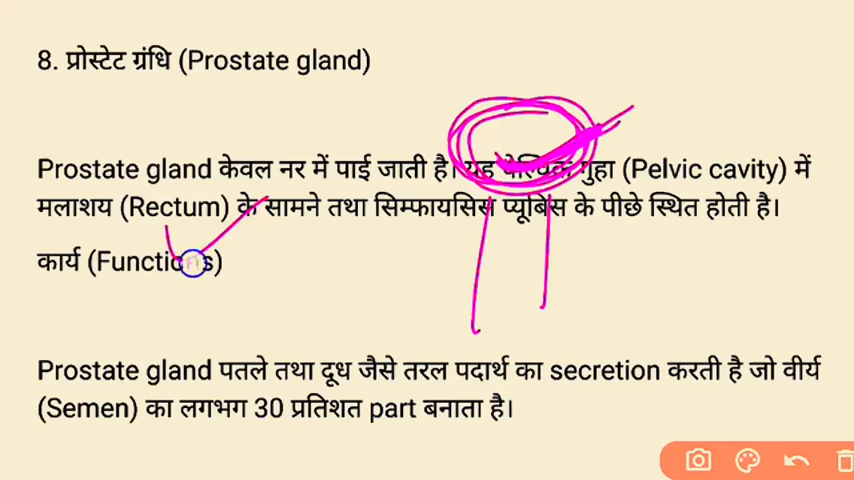 8. प्रोस्टेट ग्रंथि (Prostate gland)
Prostate gland केवल नर में पाई जाती है। यह पेल्विक गुहा (Pelvic cavity) में
मलाशय (Rectum) के सामने तथा सिम्फायसिस प्यूबिस के पीछे स्थित होती है।
कार्य (Functions)
Prostate gland पतले तथा दूध जैसे तरल पदार्थ का secretion करती है जो वीर्य
(Semen) का लगभग 30 प्रतिशत part बनाता है।